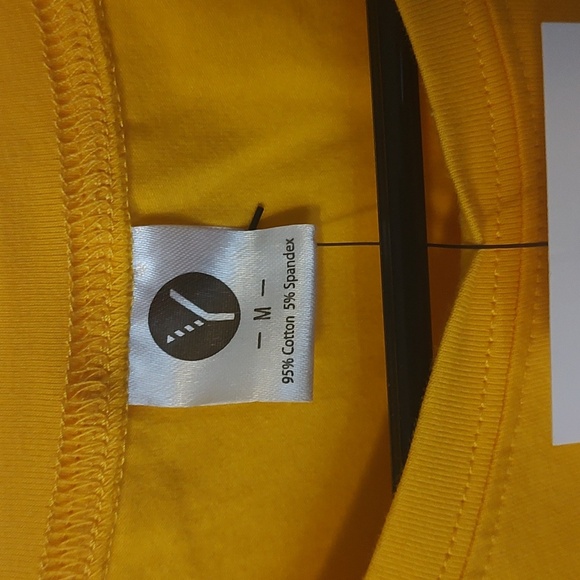 — M —
95% Cotton 5% Spandex